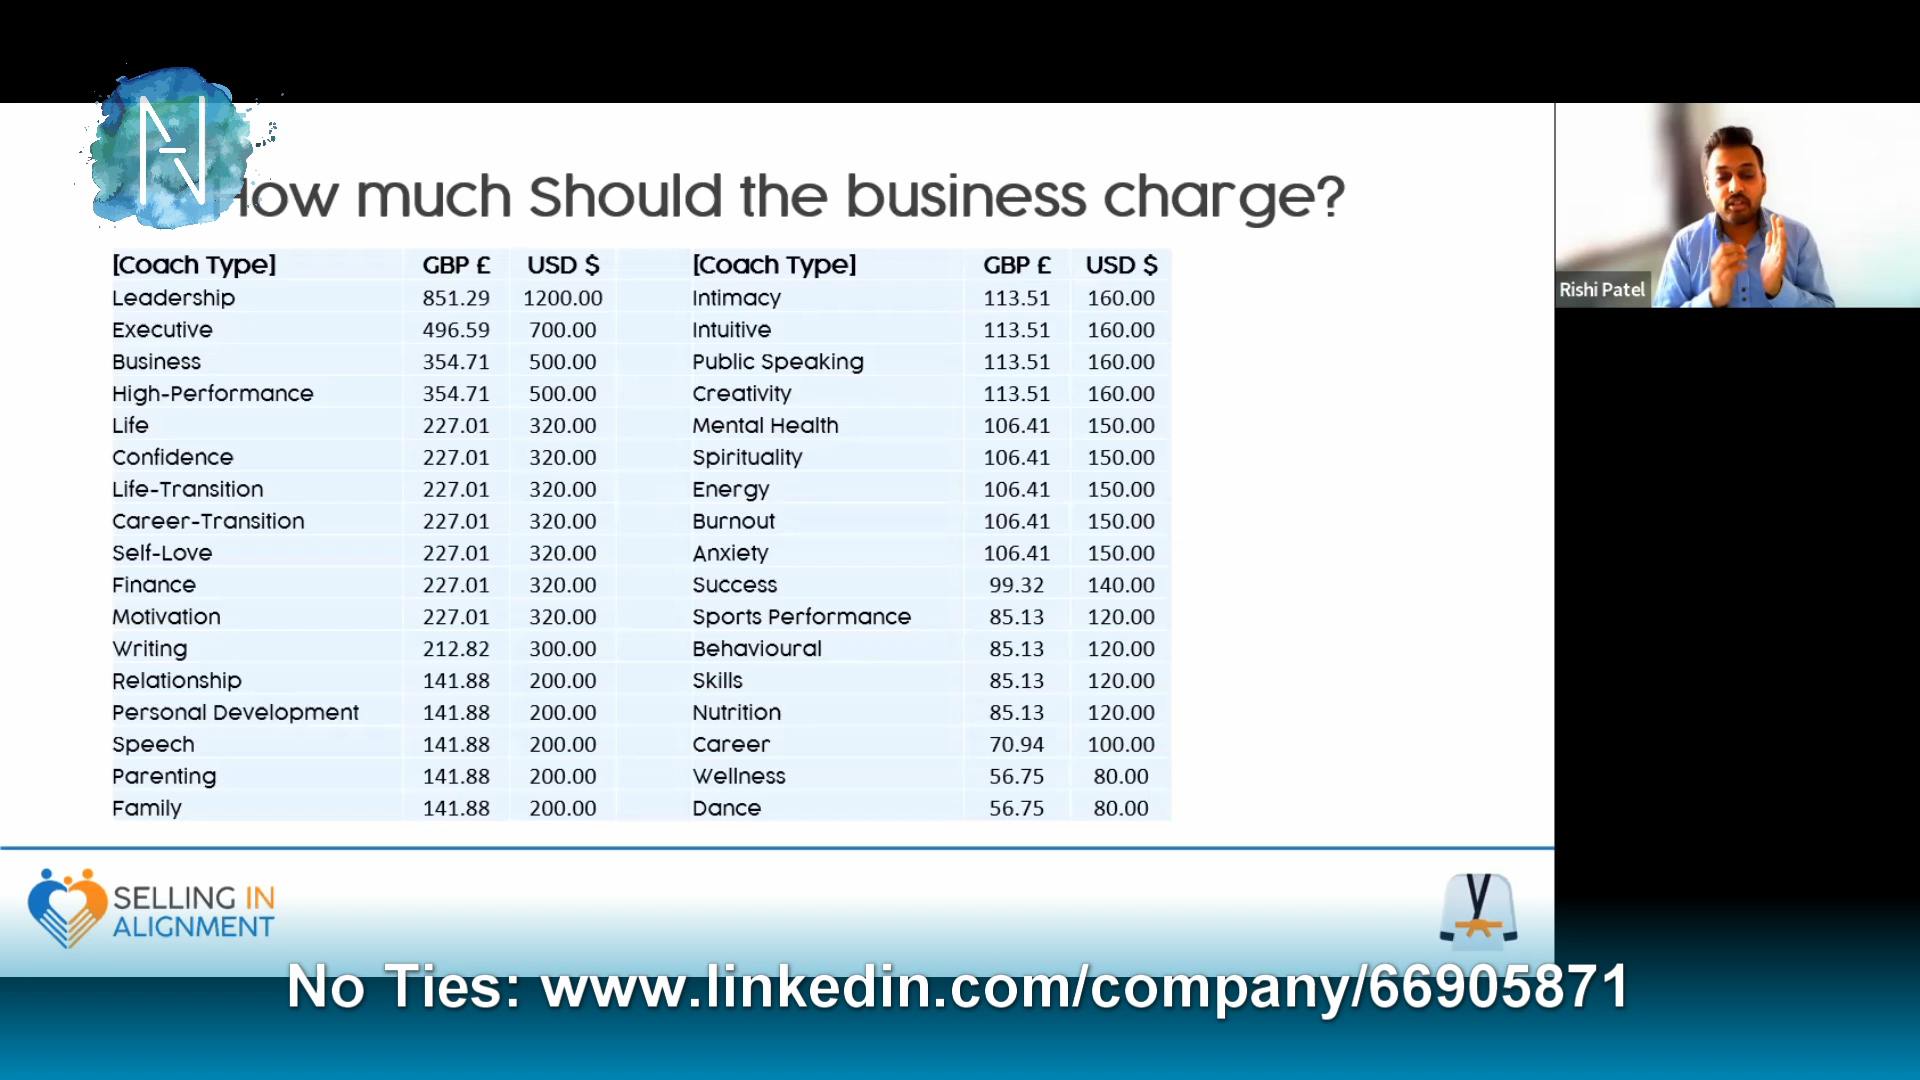 N
How much Should the business charge?
[Coach Type] GBP £ USD $ [Coach Type] GBP £ USD $
Leadership 851.29 1200.00 Intimacy 113.51 160.00
Executive 496.59 700.00 Intuitive 113.51 160.00
Business 354.71 500.00 Public Speaking 113.51 160.00
High-Performance 354.71 500.00 Creativity 113.51 160.00
Life 227.01 320.00 Mental Health 106.41 150.00
Confidence 227.01 320.00 Spirituality 106.41 150.00
Life-Transition 227.01 320.00 Energy 106.41 150.00
Career-Transition 227.01 320.00 Burnout 106.41 150.00
Self-Love 227.01 320.00 Anxiety 106.41 150.00
Finance 227.01 320.00 Success 99.32 140.00
Motivation 227.01 320.00 Sports Performance 85.13 120.00
Writing 212.82 300.00 Behavioural 85.13 120.00
Relationship 141.88 200.00 Skills 85.13 120.00
Personal Development 141.88 200.00 Nutrition 85.13 120.00
Speech 141.88 200.00 Career 70.94 100.00
Parenting 141.88 200.00 Wellness 56.75 80.00
Family 141.88 200.00 Dance 56.75 80.00
Rishi Patel
SELLING IN
ALIGNMENT
No Ties: www.linkedin.com/company/66905871